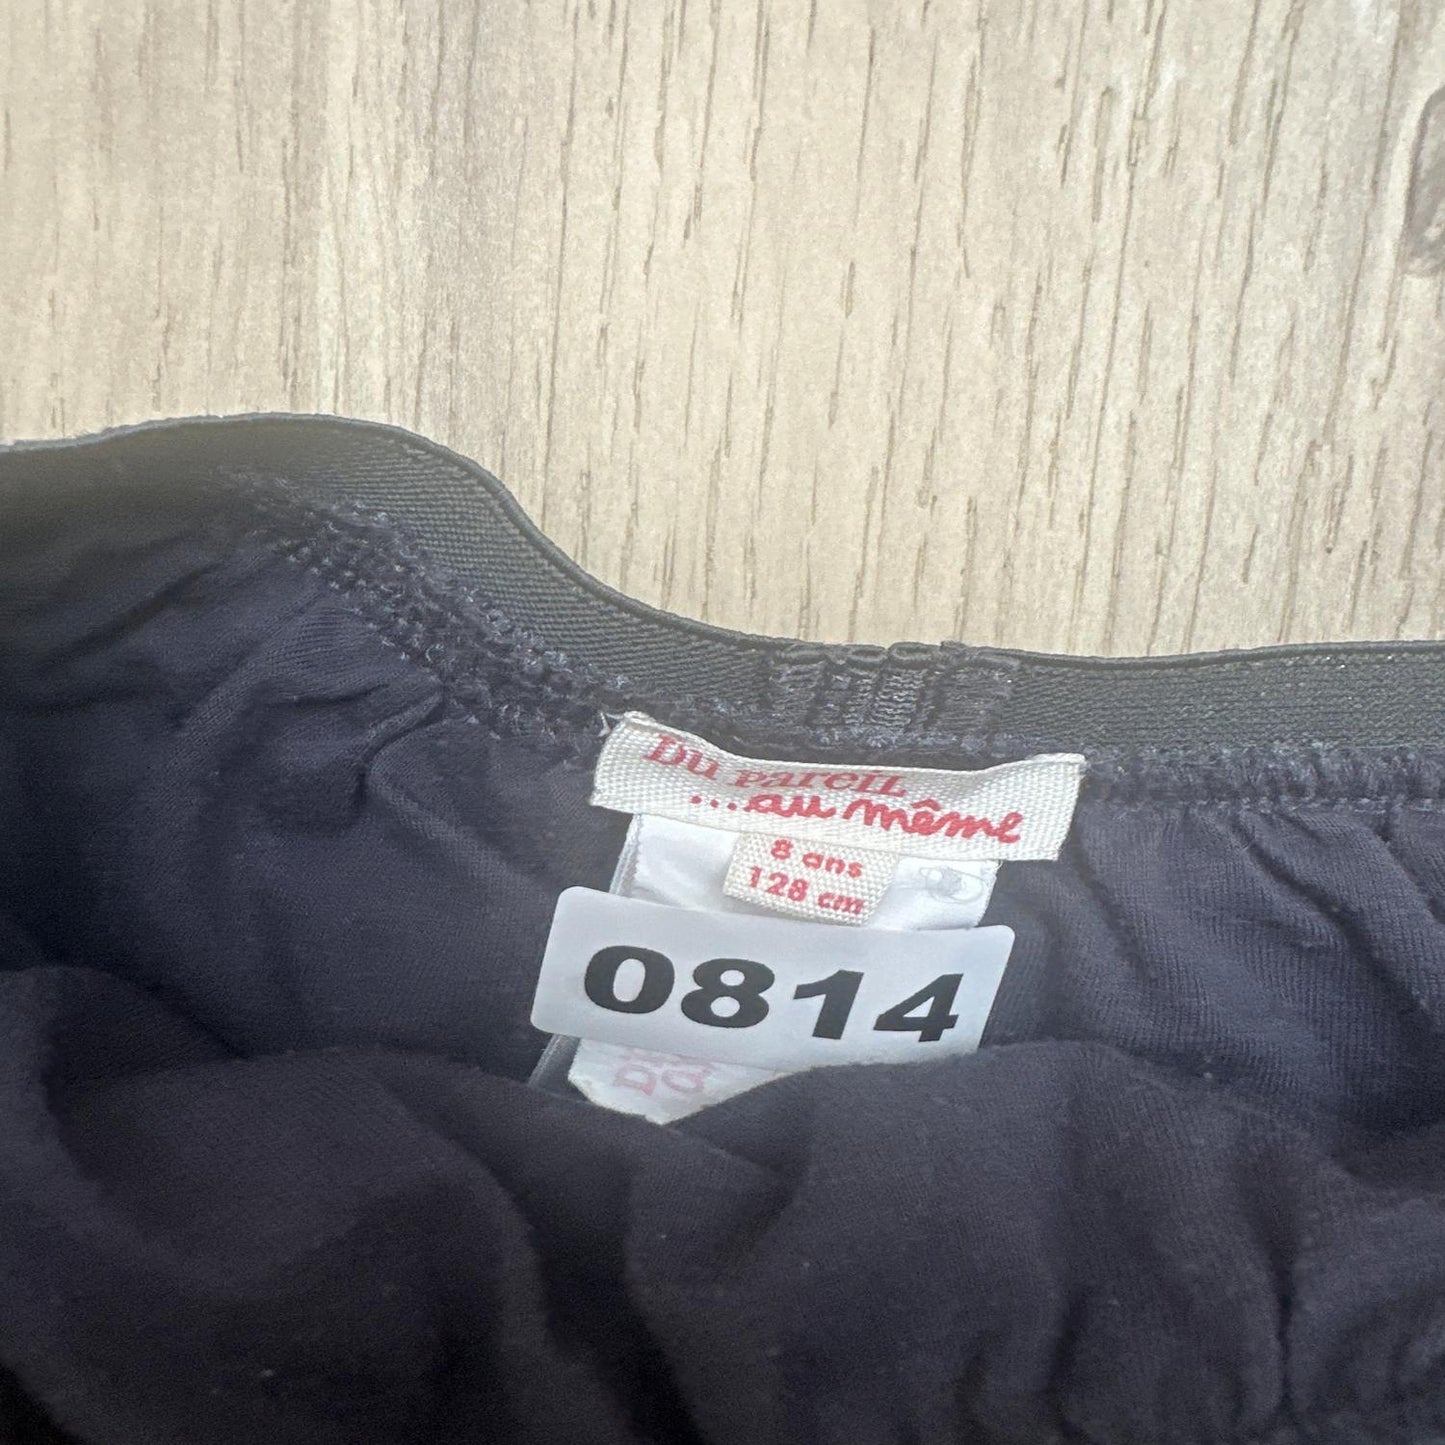 Du pareil
...au même
8 ans
128 cm
0814